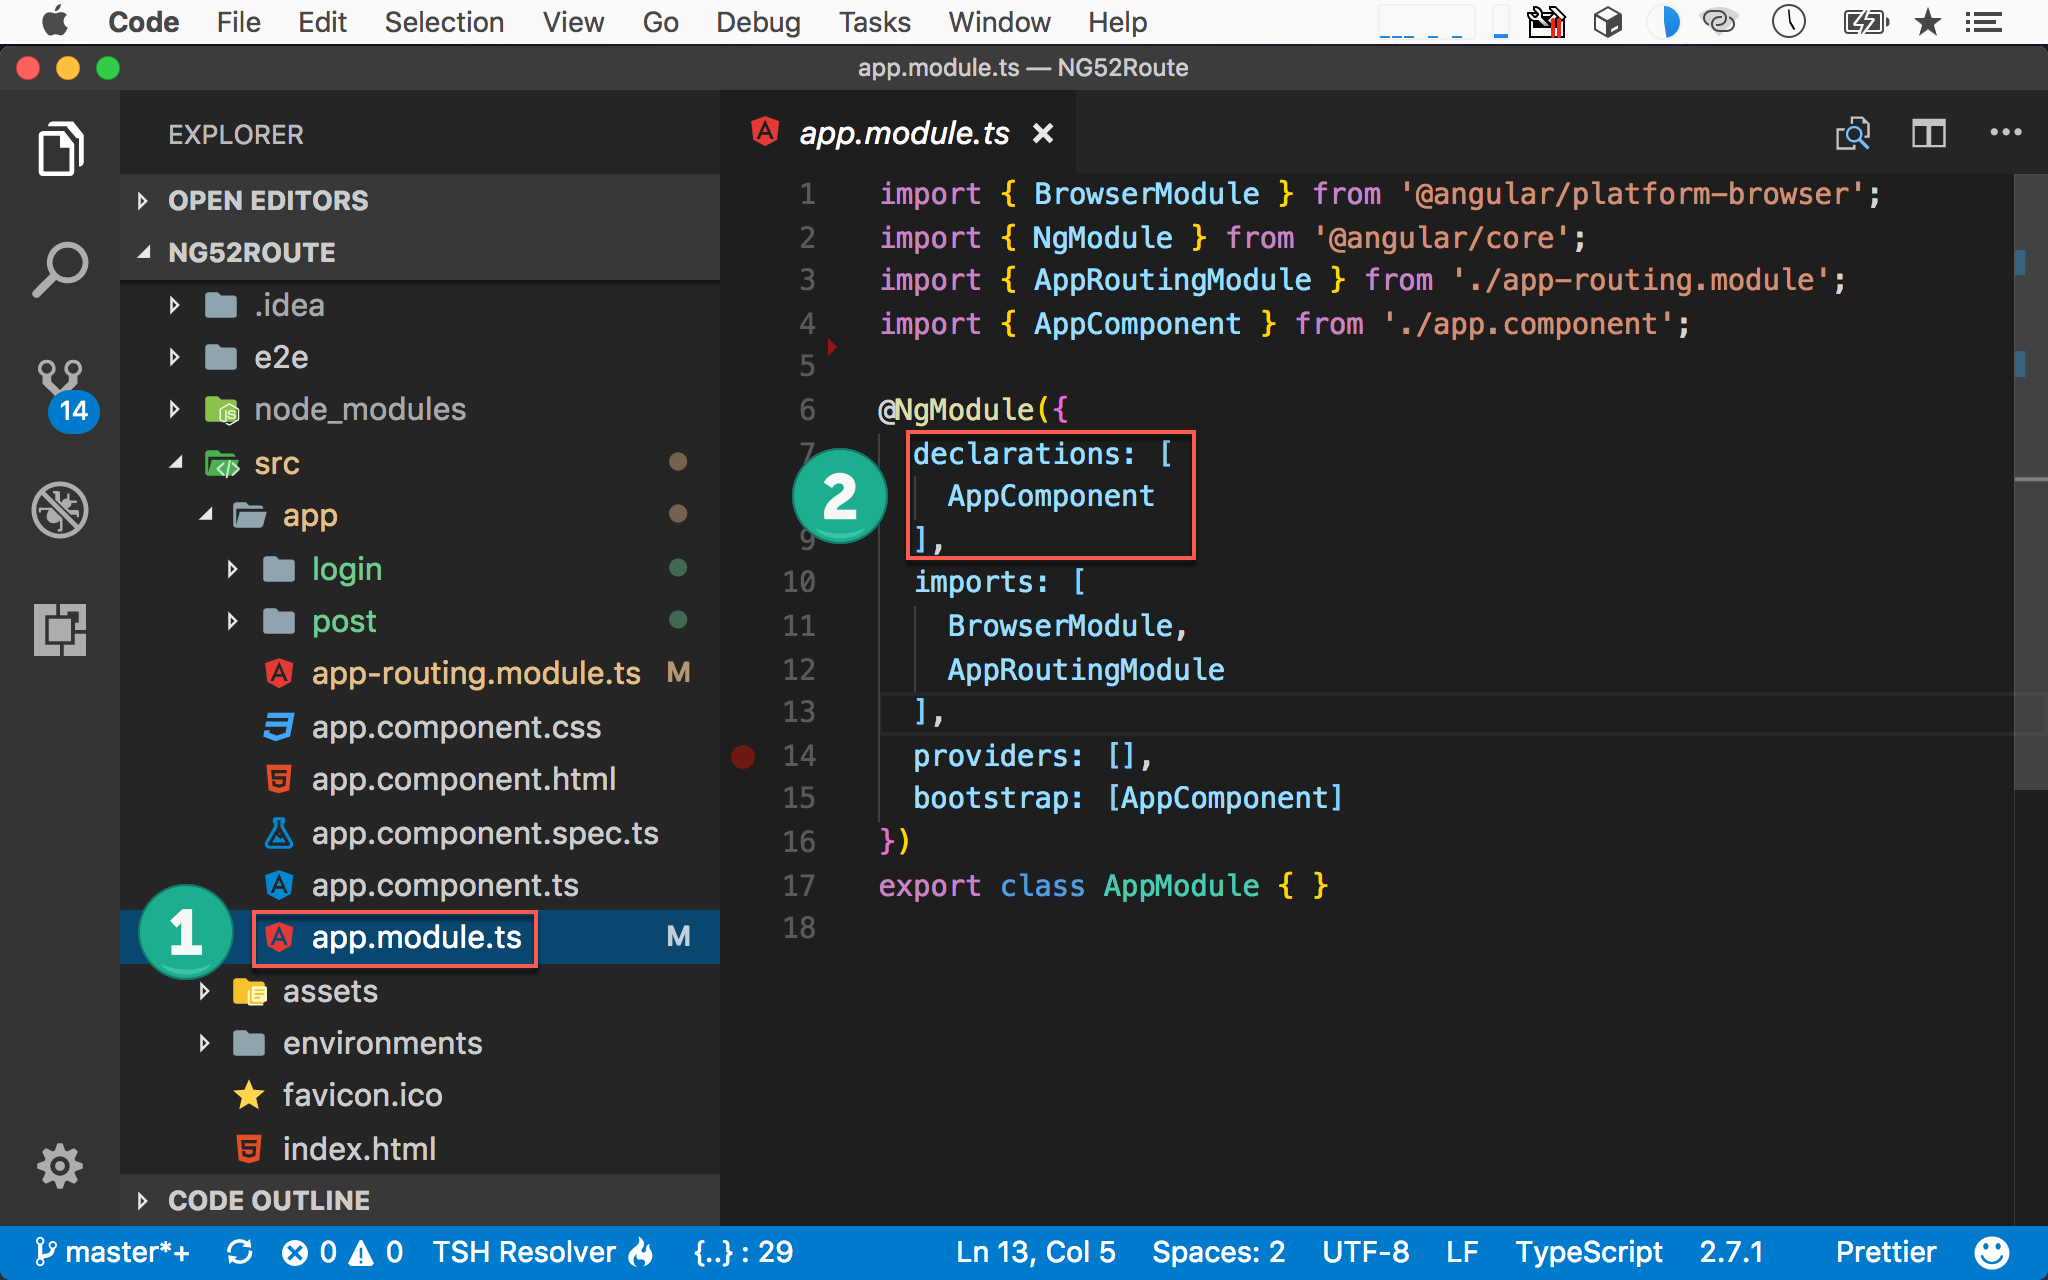 Code File Edit Selection View Go Debug Tasks Window Help
app.module.ts — NG52Route
EXPLORER
OPEN EDITORS
NG52ROUTE
.idea
e2e
node_modules
src
app
login
post
app-routing.module.ts M
app.component.css
app.component.html
app.component.spec.ts
app.component.ts
1 app.module.ts M
assets
environments
favicon.ico
index.html
CODE OUTLINE
14
app.module.ts
1 import { BrowserModule } from '@angular/platform-browser';
2 import { NgModule } from '@angular/core';
3 import { AppRoutingModule } from './app-routing.module';
4 import { AppComponent } from './app.component';
5
6 @NgModule({
7 declarations: [
2 AppComponent
9 ],
10 imports: [
11 BrowserModule,
12 AppRoutingModule
13 ],
14 providers: [],
15 bootstrap: [AppComponent]
16 })
17 export class AppModule { }
18
master*+ 0 0 TSH Resolver {..} : 29 Ln 13, Col 5 Spaces: 2 UTF-8 LF TypeScript 2.7.1 Prettier